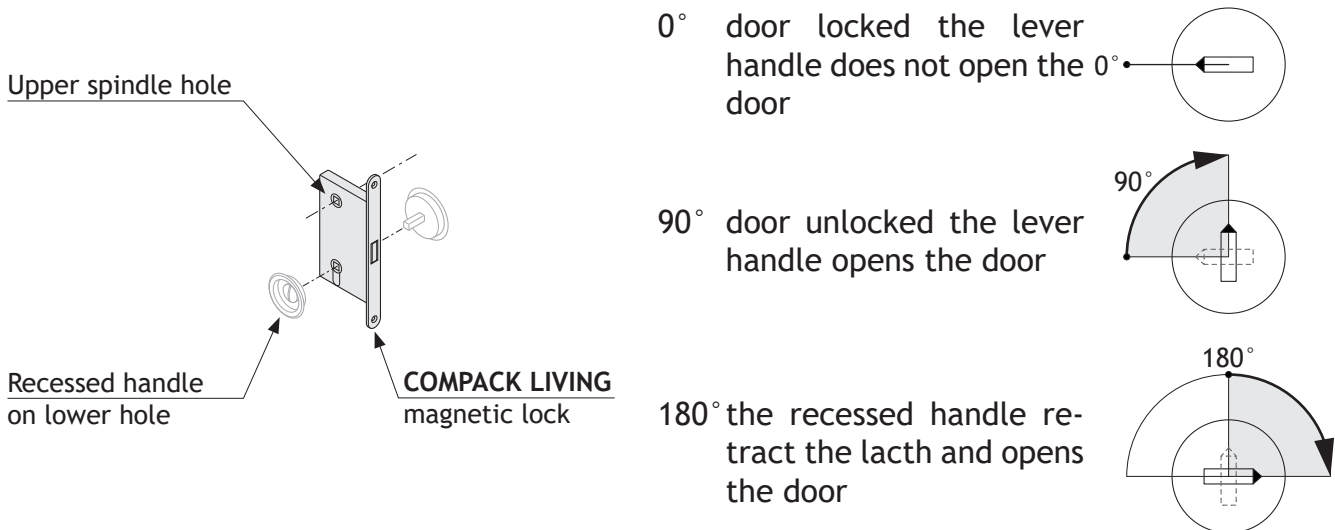 Upper spindle hole
Recessed handle
on lower hole
COMPACK LIVING
magnetic lock
0° door locked the lever
handle does not open the
door
0°
90° door unlocked the lever
handle opens the door
90°
180° the recessed handle re-
tract the lacth and opens
the door
180°